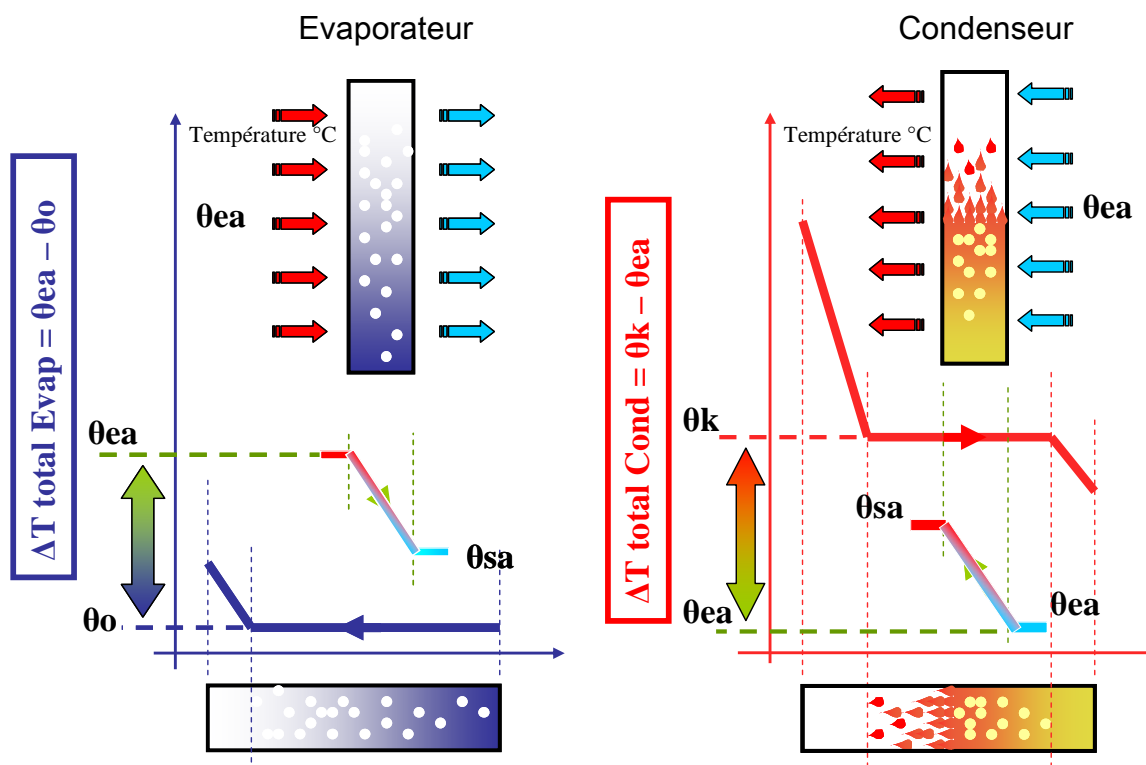 Evaporateur
Condenseur
Température °C
Température °C
θea
θea
ΔT total Evap = θea – θo
ΔT total Cond = θk – θea
θea
θk
θsa
θsa
θo
θea
θea